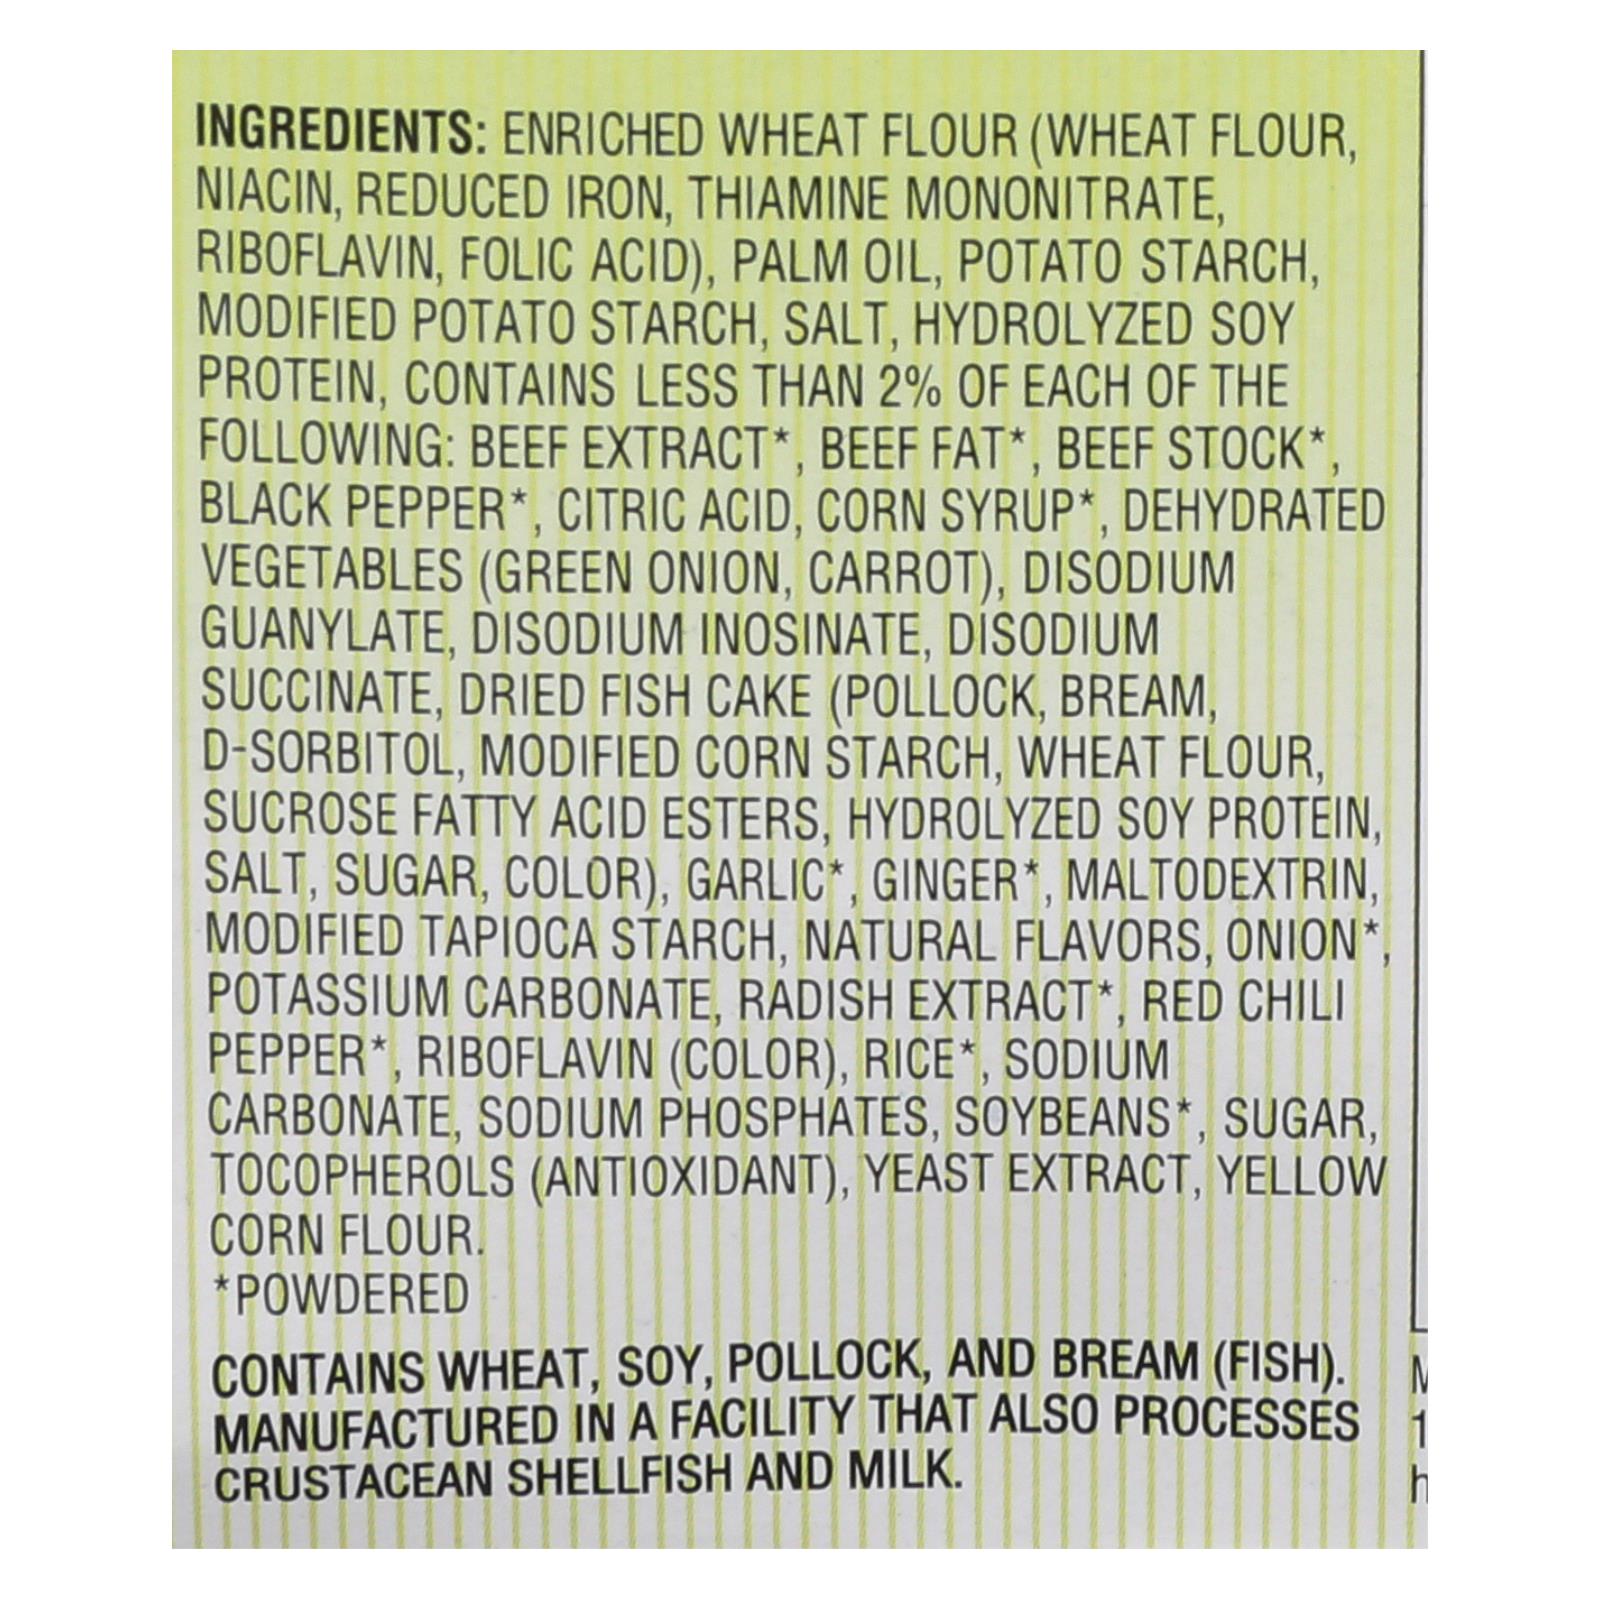 INGREDIENTS: ENRICHED WHEAT FLOUR (WHEAT FLOUR,
NIACIN, REDUCED IRON, THIAMINE MONONITRATE,
RIBOFLAVIN, FOLIC ACID), PALM OIL, POTATO STARCH,
MODIFIED POTATO STARCH, SALT, HYDROLYZED SOY
PROTEIN, CONTAINS LESS THAN 2% OF EACH OF THE
FOLLOWING: BEEF EXTRACT*, BEEF FAT*, BEEF STOCK*,
BLACK PEPPER*, CITRIC ACID, CORN SYRUP*, DEHYDRATED
VEGETABLES (GREEN ONION, CARROT), DISODIUM
GUANYLATE, DISODIUM INOSINATE, DISODIUM
SUCCINATE, DRIED FISH CAKE (POLLOCK, BREAM,
D-SORBITOL, MODIFIED CORN STARCH, WHEAT FLOUR,
SUCROSE FATTY ACID ESTERS, HYDROLYZED SOY PROTEIN,
SALT, SUGAR, COLOR), GARLIC*, GINGER*, MALTODEXTRIN,
MODIFIED TAPIOCA STARCH, NATURAL FLAVORS, ONION*,
POTASSIUM CARBONATE, RADISH EXTRACT*, RED CHILI
PEPPER*, RIBOFLAVIN (COLOR), RICE*, SODIUM
CARBONATE, SODIUM PHOSPHATES, SOYBEANS*, SUGAR,
TOCOPHEROLS (ANTIOXIDANT), YEAST EXTRACT, YELLOW
CORN FLOUR.
*POWDERED
CONTAINS WHEAT, SOY, POLLOCK, AND BREAM (FISH).
MANUFACTURED IN A FACILITY THAT ALSO PROCESSES
CRUSTACEAN SHELLFISH AND MILK.